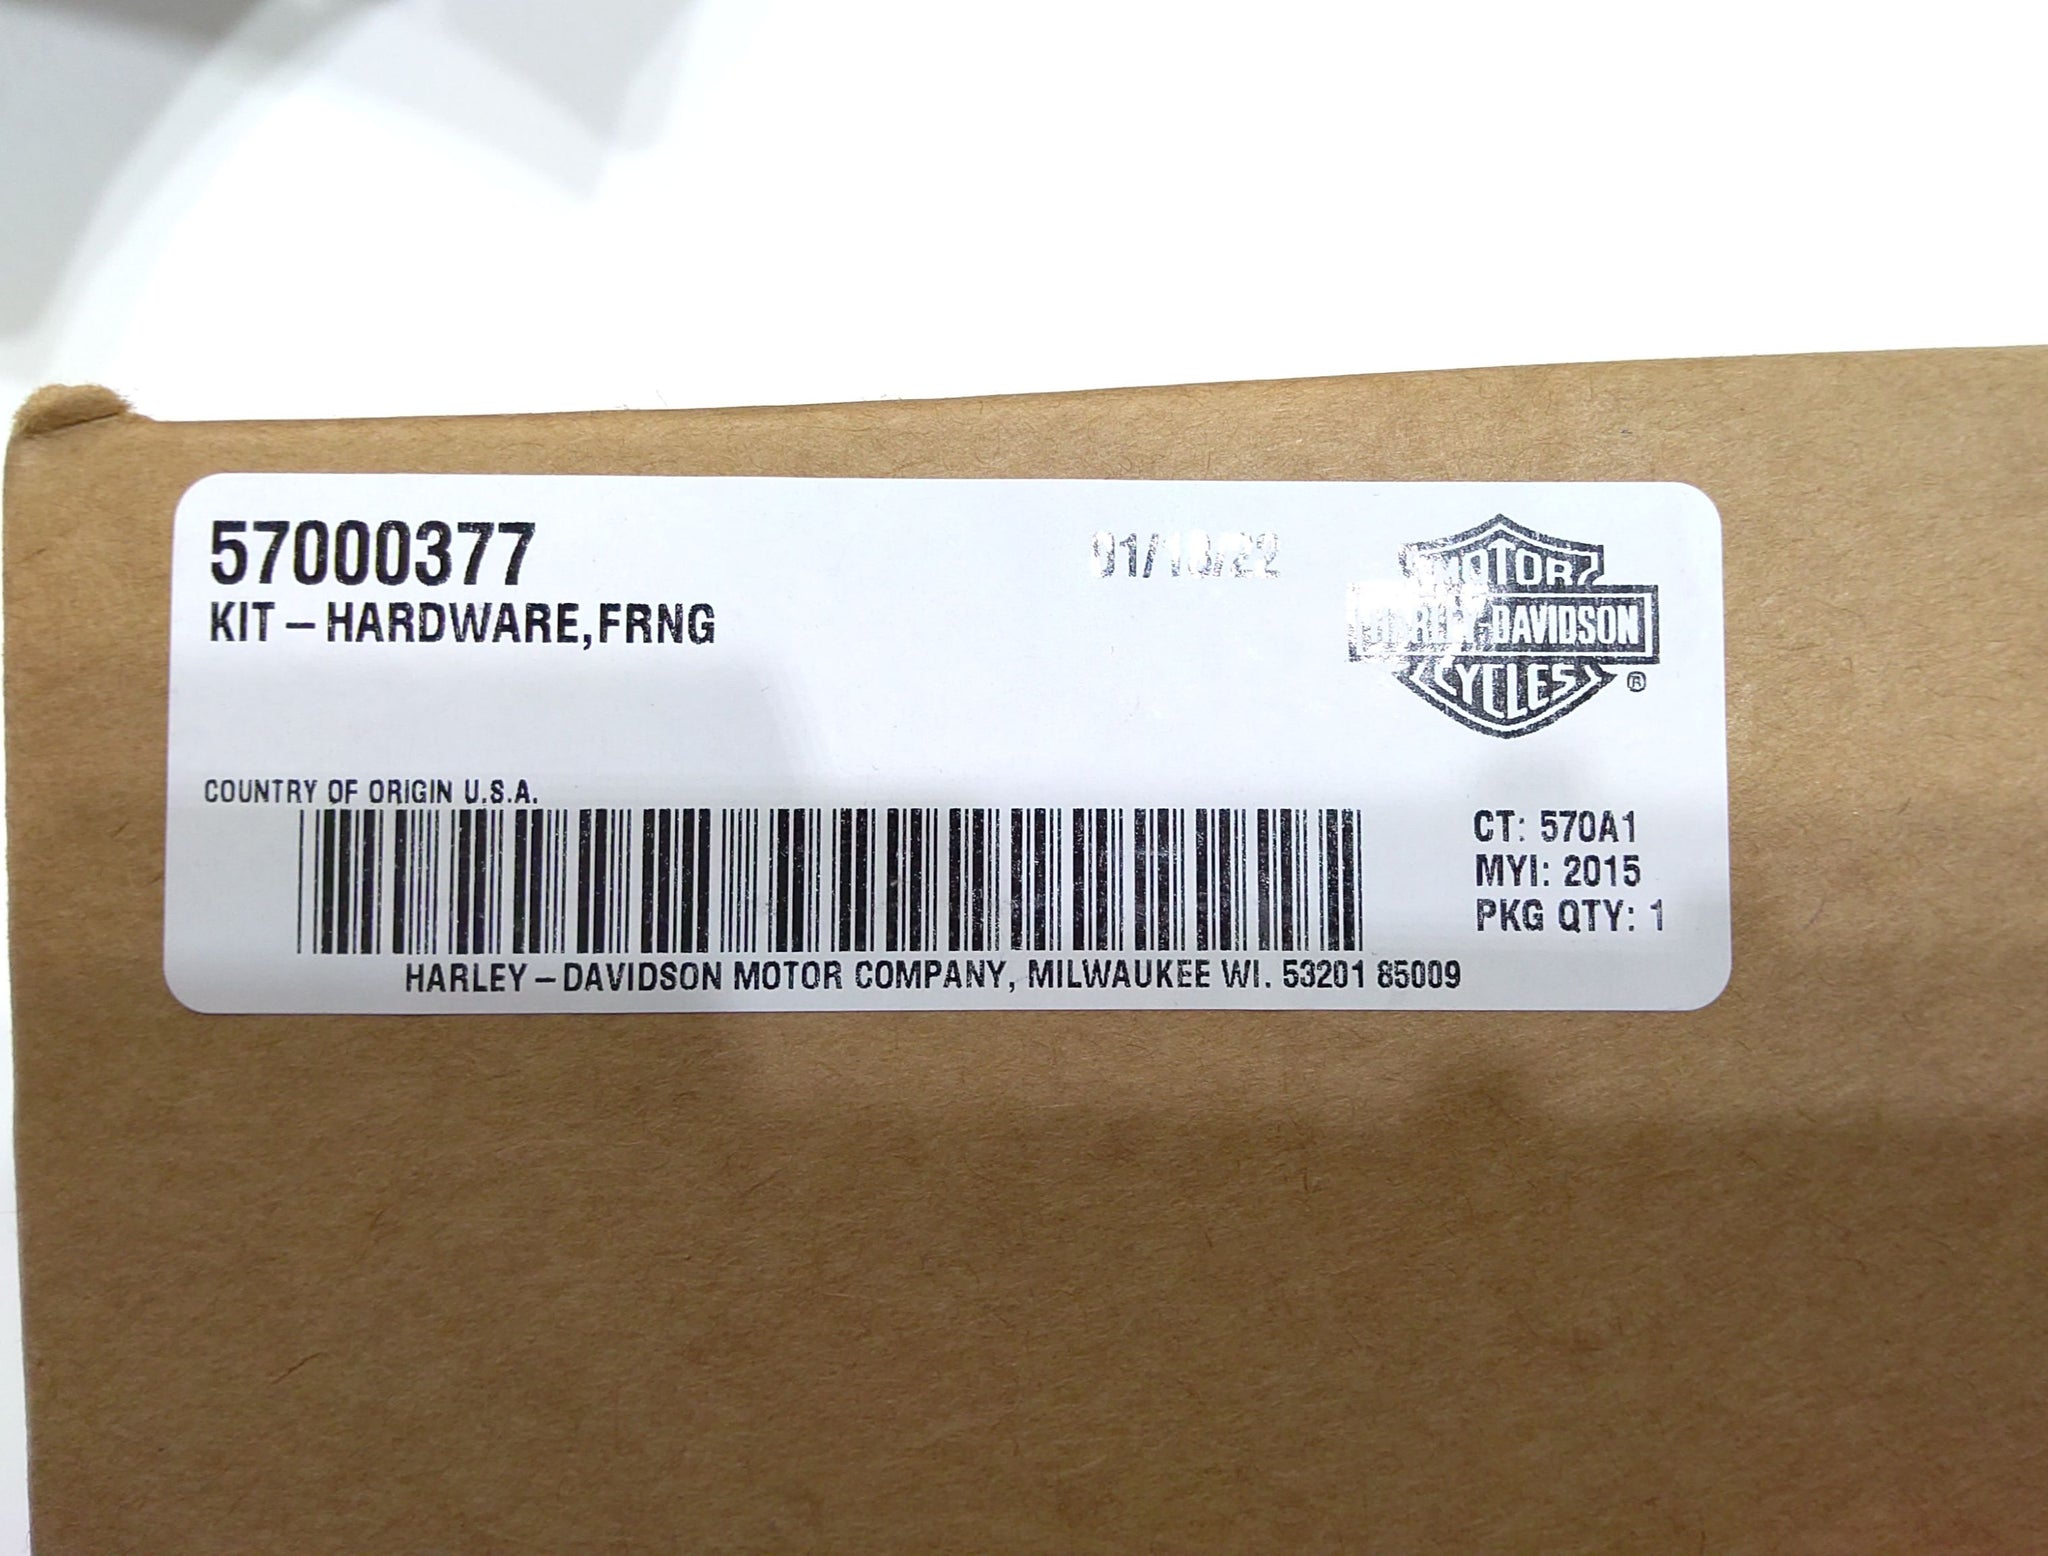 57000377
KIT-HARDWARE,FRNG
MOTOR
HARLEY-DAVIDSON
CYCLES
®
COUNTRY OF ORIGIN U.S.A.
CT: 570A1
MYI: 2015
PKG QTY: 1
HARLEY-DAVIDSON MOTOR COMPANY, MILWAUKEE WI. 53201 85009